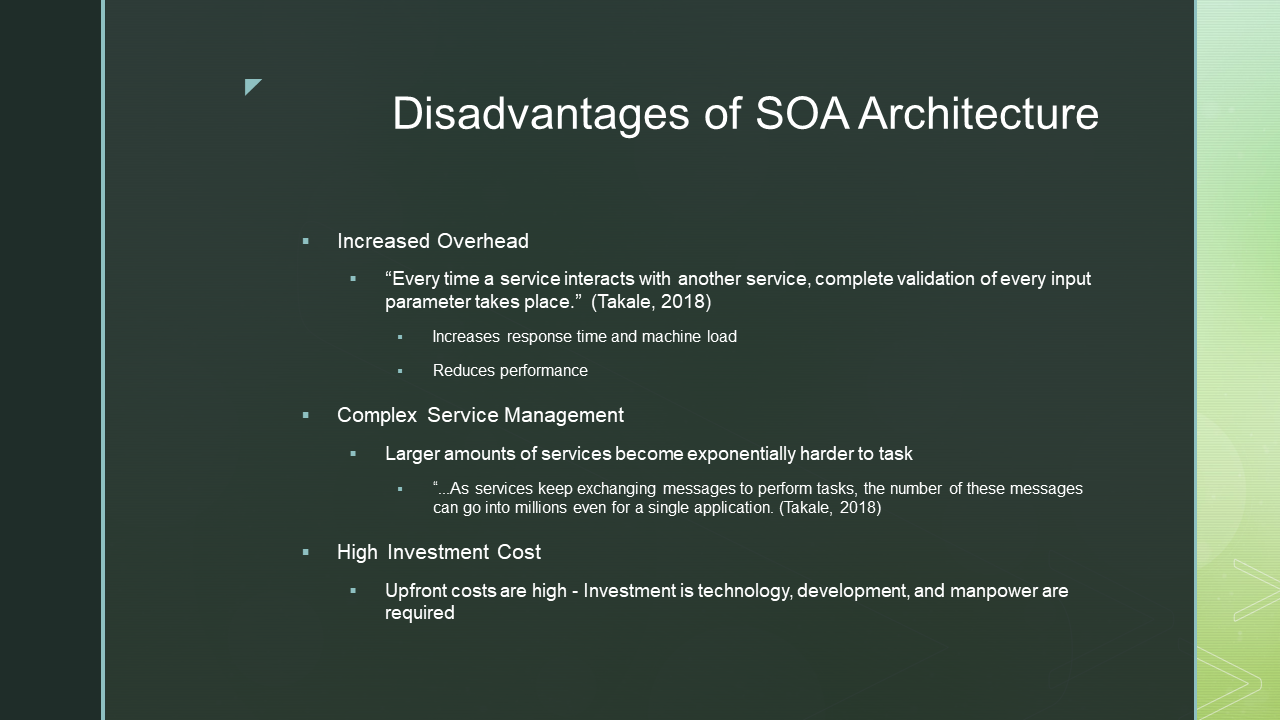 Disadvantages of SOA Architecture
▪ Increased Overhead
▪ “Every time a service interacts with another service, complete validation of every input
parameter takes place.” (Takale, 2018)
▪ Increases response time and machine load
▪ Reduces performance
▪ Complex Service Management
▪ Larger amounts of services become exponentially harder to task
▪ “...As services keep exchanging messages to perform tasks, the number of these messages
can go into millions even for a single application. (Takale, 2018)
▪ High Investment Cost
▪ Upfront costs are high - Investment is technology, development, and manpower are
required